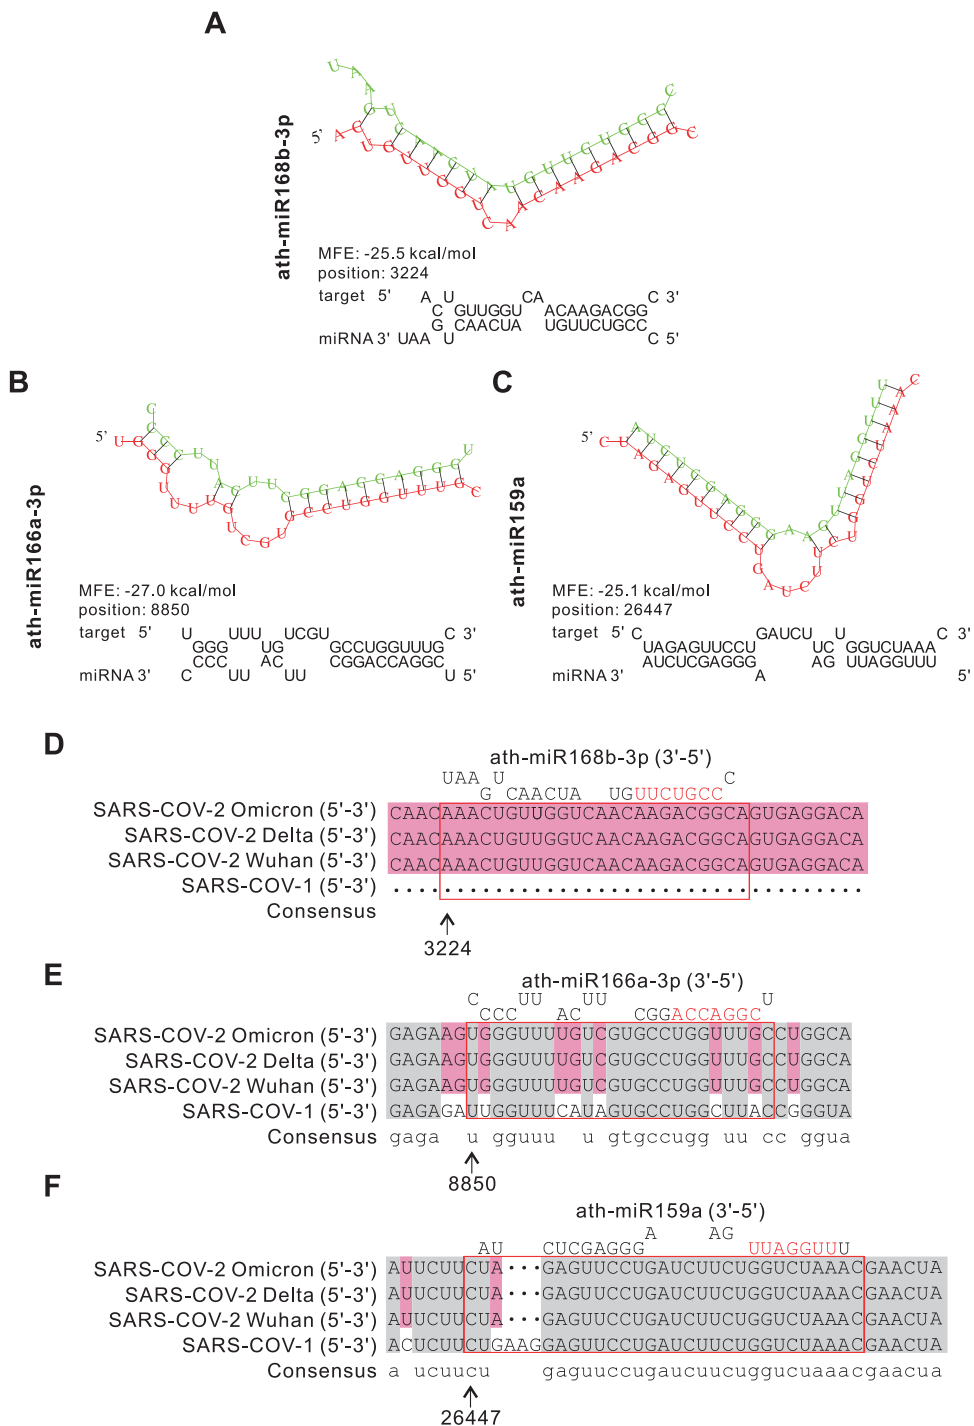 A
ath-miR168b-3p
5'
MFE: -25.5 kcal/mol
position: 3224
target 5' A U CA C 3'
C GUUGGU ACAAGACGG
G CAACUA UGUUCUGCC
miRNA 3' UAA U C 5'
B
ath-miR166a-3p
5'
MFE: -27.0 kcal/mol
position: 8850
target 5' U UUU UCGU C 3'
GGG UG GCCUGGUUUG
CCCC AC CGGACCAGGC
miRNA 3' C UU UU U 5'
C
ath-miR159a
5'
MFE: -25.1 kcal/mol
position: 26447
target 5' C GAUCU U C 3'
UAGAGUUCCU UC GGUCUAAA
AUCUCGAGGG AG UUAGGUUU
miRNA 3' A 5'
D
ath-miR168b-3p (3'-5')
UAA U C
G CAACUA UGUUCUGCC
SARS-COV-2 Omicron (5'-3') CAACAAACUGUUGGUCAACAAGACGGCAGUGAGGACA
SARS-COV-2 Delta (5'-3') CAACAAACUGUUGGUCAACAAGACGGCAGUGAGGACA
SARS-COV-2 Wuhan (5'-3') CAACAAACUGUUGGUCAACAAGACGGCAGUGAGGACA
SARS-COV-1 (5'-3') .....................................
Consensus
3224
E
ath-miR166a-3p (3'-5')
C UU UU U
CCCC AC CGGACCAGGC
SARS-COV-2 Omicron (5'-3') GAGAAGUGGGUUUUGUCGUGCCUGGUUUGCCUGGCA
SARS-COV-2 Delta (5'-3') GAGAAGUGGGUUUUGUCGUGCCUGGUUUGCCUGGCA
SARS-COV-2 Wuhan (5'-3') GAGAAGUGGGUUUUGUCGUGCCUGGUUUGCCUGGCA
SARS-COV-1 (5'-3') GAGAGAUUGGUUUCAUAGUGCCUGGCUUACCGGGUA
Consensus gaga u gguuu u gtgccugg uu cc ggua
8850
F
ath-miR159a (3'-5')
A AG
AU CUCGAGGG UUAGGUUU
SARS-COV-2 Omicron (5'-3') AUUCUUCUA···GAGUUCCUGAUCUUCUGGUCUAAACGAACUA
SARS-COV-2 Delta (5'-3') AUUCUUCUA···GAGUUCCUGAUCUUCUGGUCUAAACGAACUA
SARS-COV-2 Wuhan (5'-3') AUUCUUCUA···GAGUUCCUGAUCUUCUGGUCUAAACGAACUA
SARS-COV-1 (5'-3') ACUCUUCUGAAGGAGUUCCUGAUCUUCUGGUCUAAACGAACUA
Consensus a ucuucu gaguuccugaucuucuggucuaaacgaacua
26447